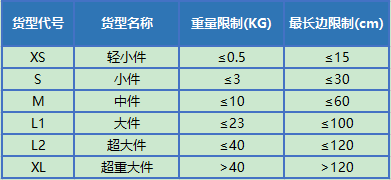 货型代号 货型名称 重量限制(KG) 最长边限制(cm)
XS 轻小件 ≤0.5 ≤15
S 小件 ≤3 ≤30
M 中件 ≤10 ≤60
L1 大件 ≤23 ≤100
L2 超大件 ≤40 ≤120
XL 超重大件 >40 >120